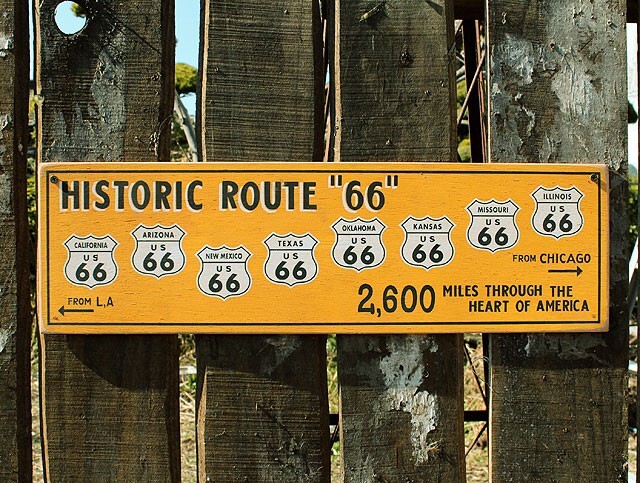 HISTORIC ROUTE "66"
CALIFORNIA
US
66
ARIZONA
US
66
NEW MEXICO
US
66
TEXAS
US
66
OKLAHOMA
US
66
KANSAS
US
66
MISSOURI
US
66
ILLINOIS
US
66
FROM CHICAGO
FROM L,A
2,600 MILES THROUGH THE
HEART OF AMERICA